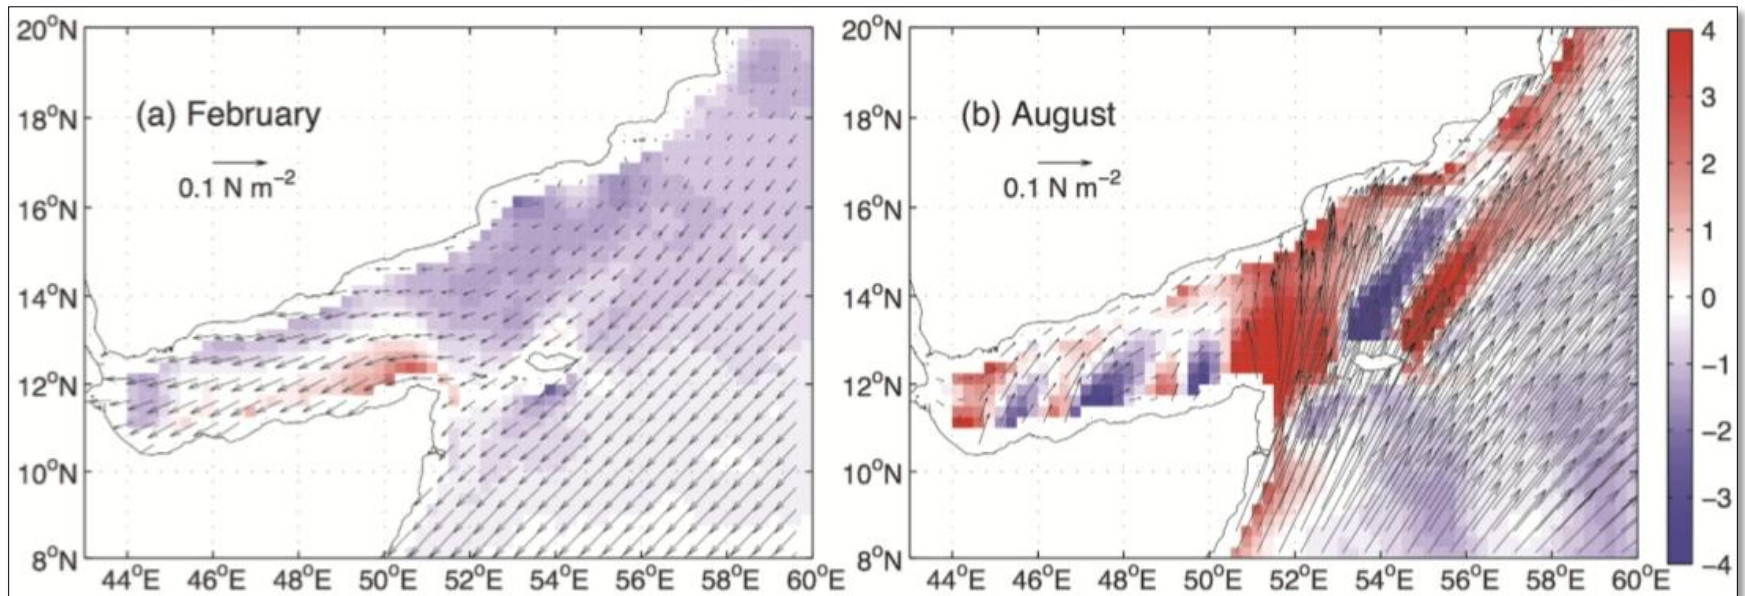 (a) February
0.1 N m⁻²
20°N
18°N
16°N
14°N
12°N
10°N
8°N
44°E 46°E 48°E 50°E 52°E 54°E 56°E 58°E 60°E
(b) August
0.1 N m⁻²
20°N
18°N
16°N
14°N
12°N
10°N
8°N
44°E 46°E 48°E 50°E 52°E 54°E 56°E 58°E 60°E
4
3
2
1
0
−1
−2
−3
−4